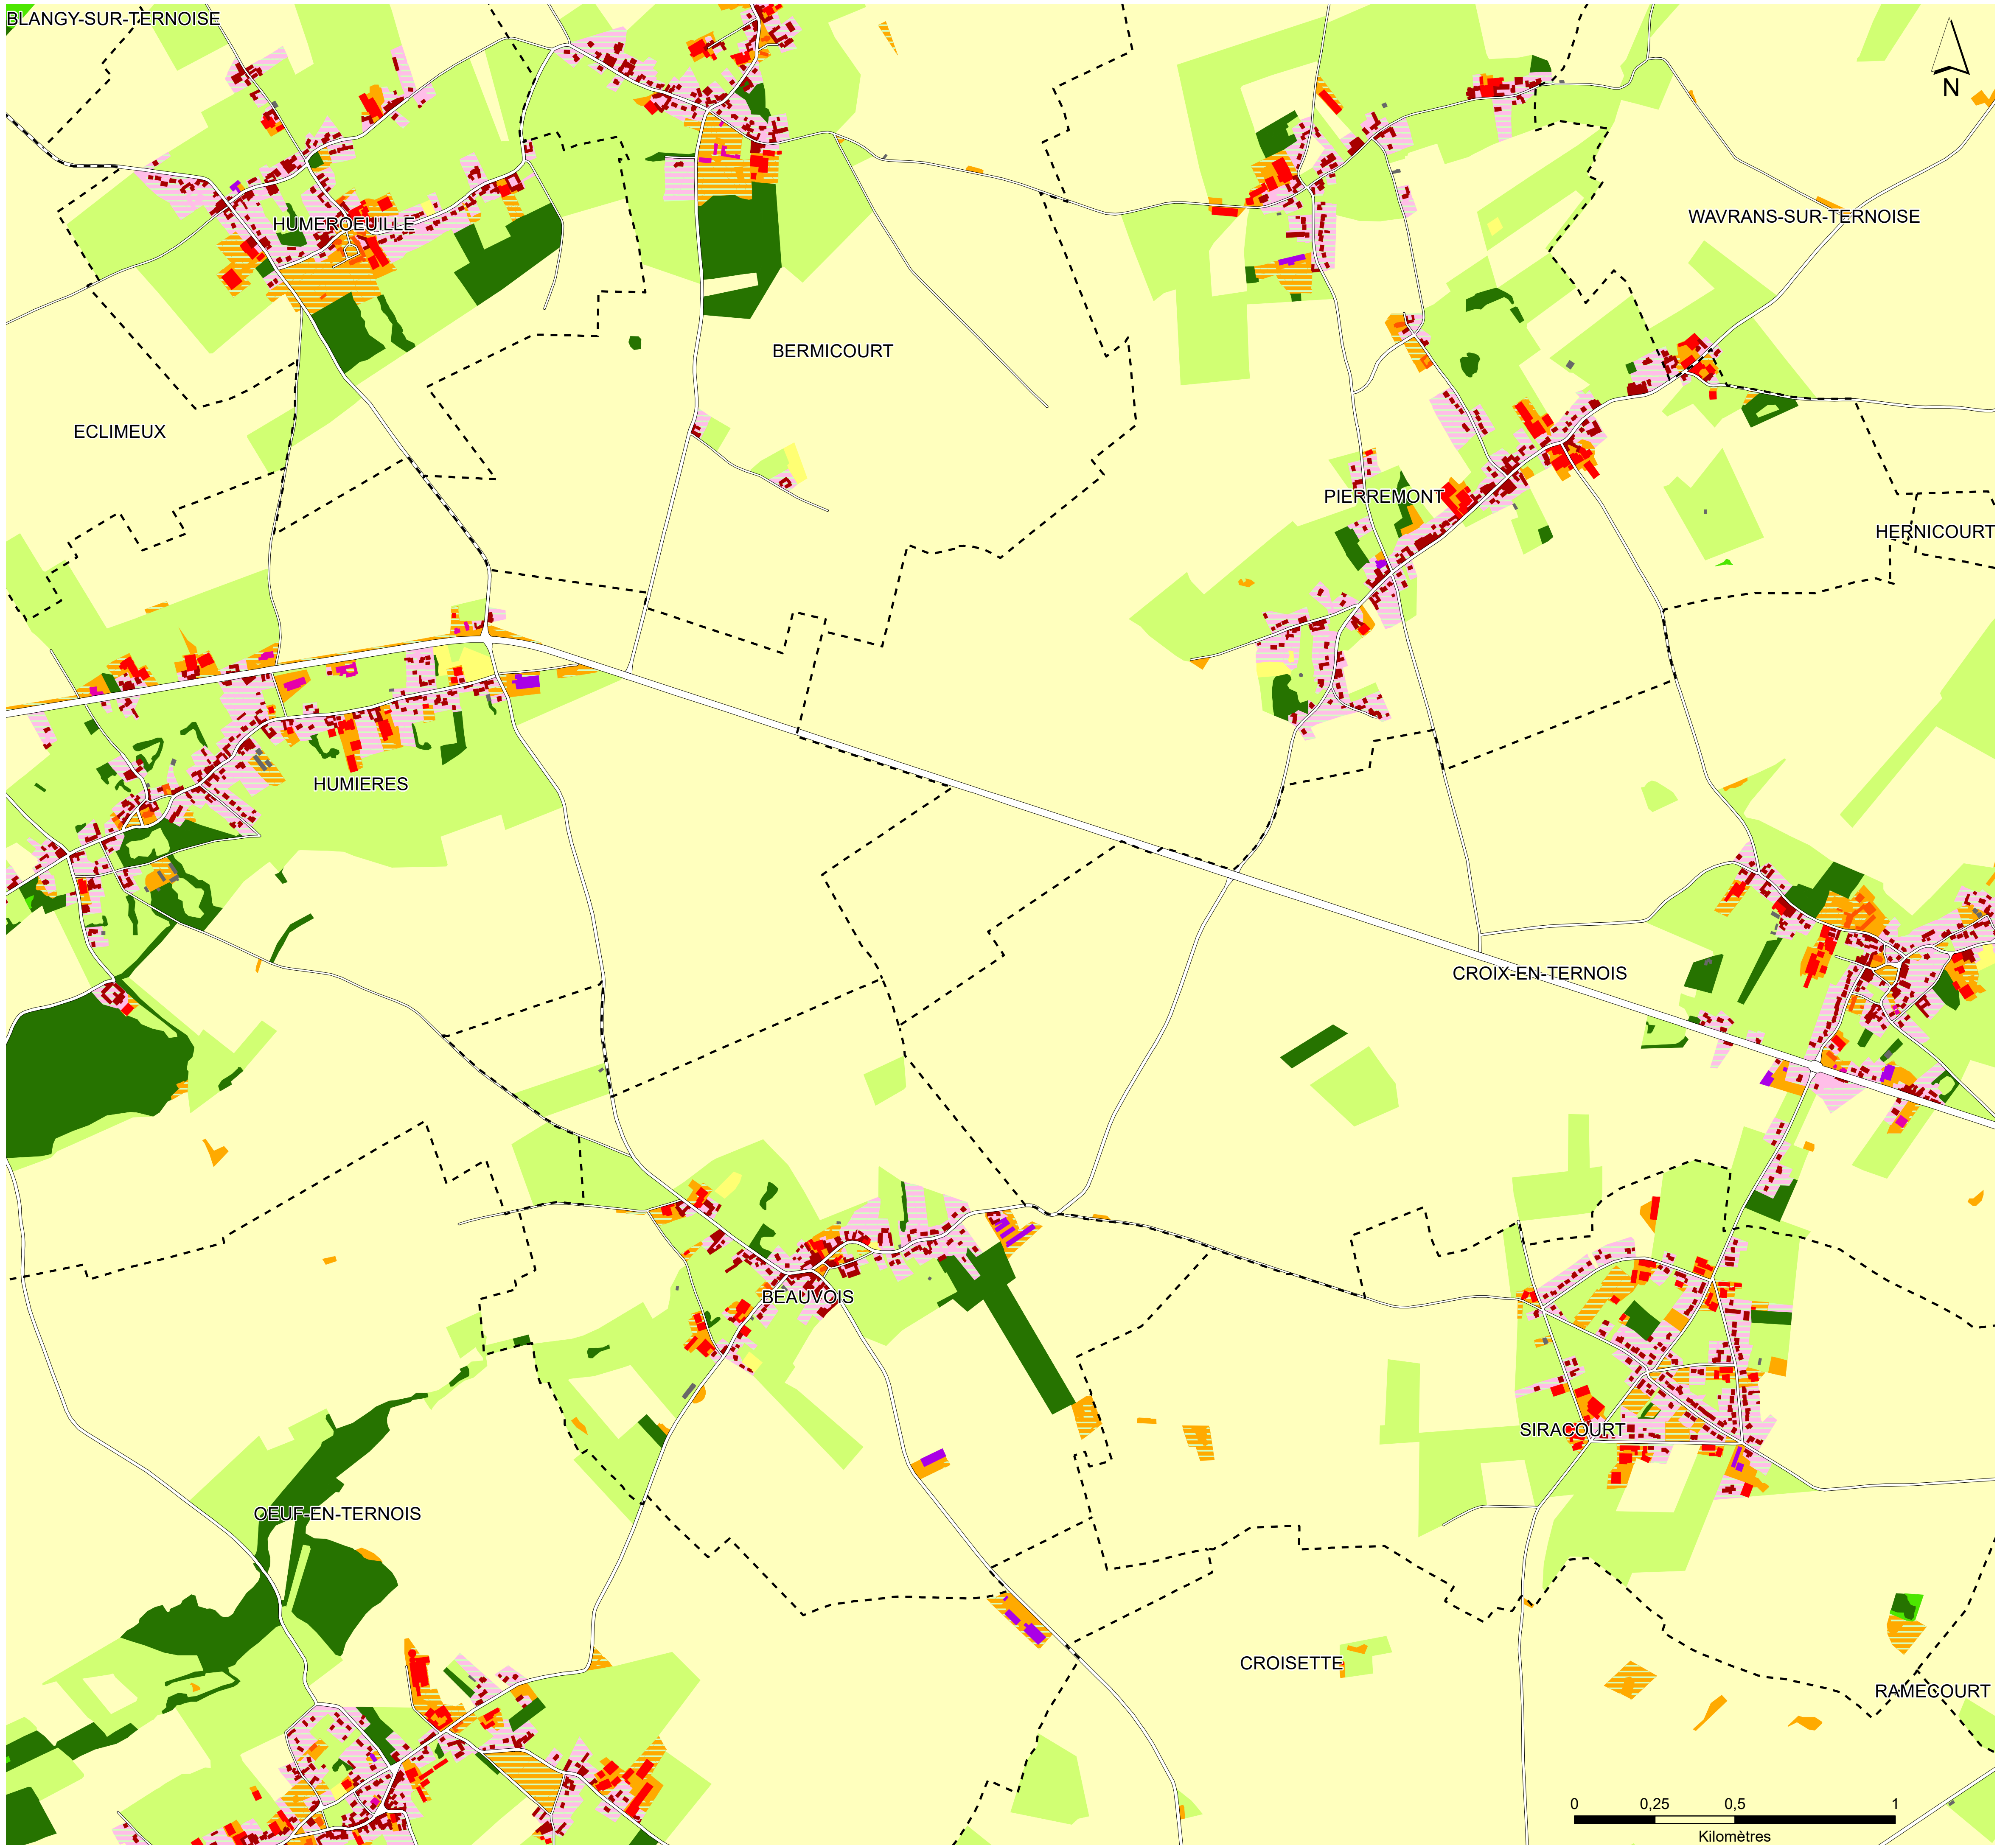 BLANGY-SUR-TERNOISE
N
HUMEROEUILLE
WAVRANS-SUR-TERNOISE
BERMICOURT
ECLIMEUX
PIERREMONT
HERNICOURT
HUMIERES
CROIX-EN-TERNOIS
BEAUVOIS
SIRACOURT
OEUF-EN-TERNOIS
CROISETTE
RAMECOURT
0 0,25 0,5 1
Kilomètres